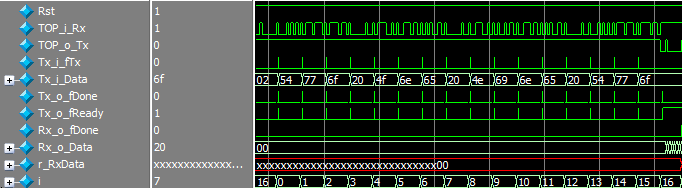 Rst 1
TOP_i_Rx 1
TOP_o_Tx 0
Tx_i_fTx 0
Tx_i_Data 6f 02 54 77 6f 20 4f 6e 65 20 4e 69 6e 65 20 54 77 6f
Tx_o_fDone 0
Tx_o_fReady 1
Rx_o_fDone 0
Rx_o_Data 20 00
r_RxData xxxxxxxxxxxxx... xxxxxxxxxxxxxxxxxxxxxxxxxxxxxx00
i 7 16 0 1 2 3 4 5 6 7 8 9 10 11 12 13 14 15 16